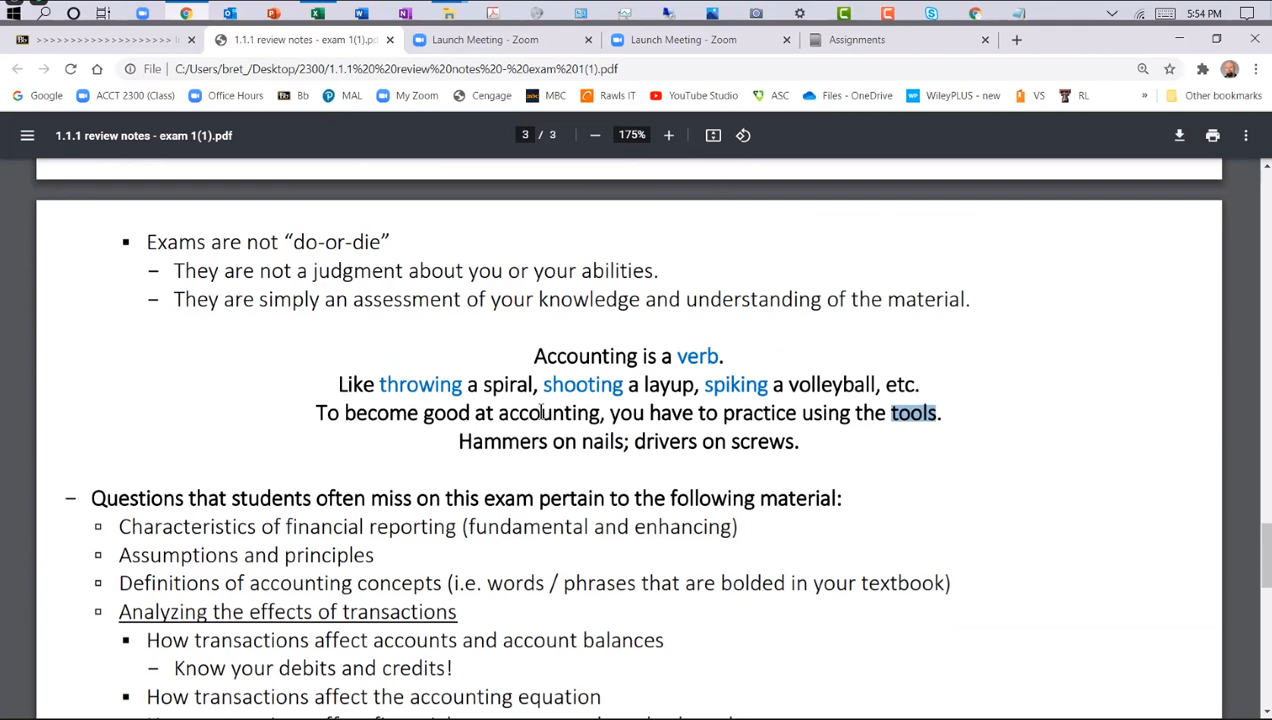 5:54 PM
>>>>>>>>>>>>>>>>>>>> I
1.1.1 review notes - exam 1(1).pdf
Launch Meeting - Zoom
Launch Meeting - Zoom
Assignments
File
C:/Users/bret_/Desktop/2300/1.1.1%20%20review%20notes%20-%20exam%201(1).pdf
Google
ACCT 2300 (Class)
Office Hours
Bb
MAL
My Zoom
Cengage
MBC
Rawls IT
YouTube Studio
ASC
Files - OneDrive
WileyPLUS - new
VS
RL
»
Other bookmarks
1.1.1 review notes - exam 1(1).pdf
3 / 3
175%
▪ Exams are not “do-or-die”
– They are not a judgment about you or your abilities.
– They are simply an assessment of your knowledge and understanding of the material.
Accounting is a verb.
Like throwing a spiral, shooting a layup, spiking a volleyball, etc.
To become good at accounting, you have to practice using the tools.
Hammers on nails; drivers on screws.
– Questions that students often miss on this exam pertain to the following material:
▫ Characteristics of financial reporting (fundamental and enhancing)
▫ Assumptions and principles
▫ Definitions of accounting concepts (i.e. words / phrases that are bolded in your textbook)
▫ Analyzing the effects of transactions
▪ How transactions affect accounts and account balances
– Know your debits and credits!
▪ How transactions affect the accounting equation